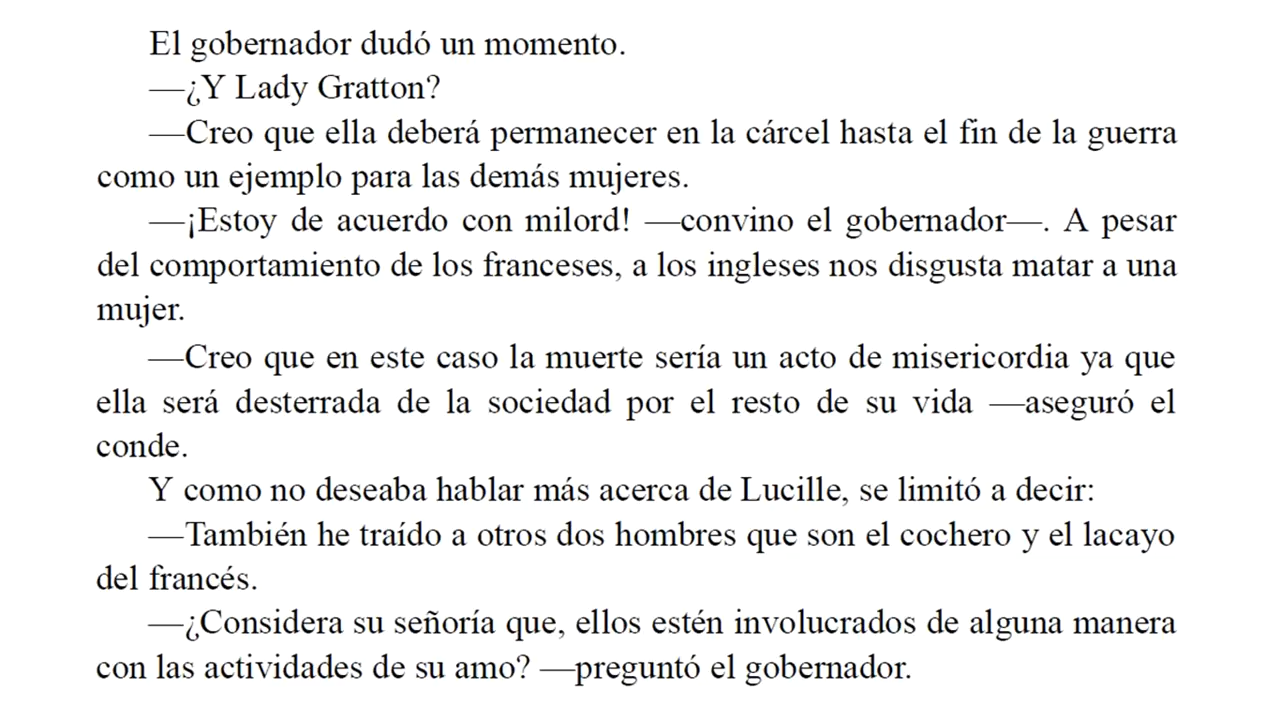 El gobernador dudó un momento.
—¿Y Lady Gratton?
—Creo que ella deberá permanecer en la cárcel hasta el fin de la guerra
como un ejemplo para las demás mujeres.
—¡Estoy de acuerdo con milord! —convino el gobernador—. A pesar
del comportamiento de los franceses, a los ingleses nos disgusta matar a una
mujer.
—Creo que en este caso la muerte sería un acto de misericordia ya que
ella será desterrada de la sociedad por el resto de su vida —aseguró el
conde.
Y como no deseaba hablar más acerca de Lucille, se limitó a decir:
—También he traído a otros dos hombres que son el cochero y el lacayo
del francés.
—¿Considera su señoría que, ellos estén involucrados de alguna manera
con las actividades de su amo? —preguntó el gobernador.